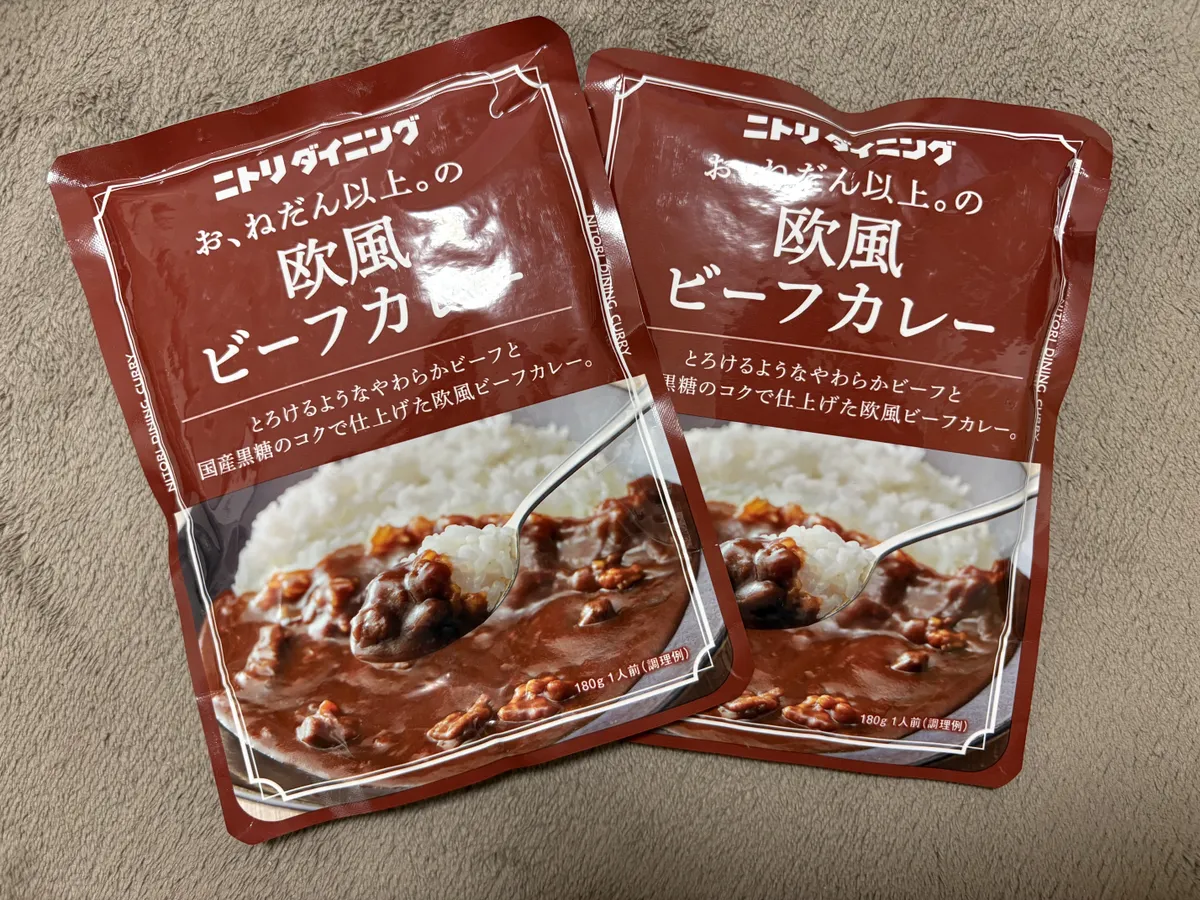 ニトリダイニング
お、ねだん以上。の
欧風
ビーフカレー
とろけるようなやわらかビーフと
国産黒糖のコクで仕上げた欧風ビーフカレー。
NITORI DINING CURRY
NITORI DINING CURRY
180g 1人前(調理例)
ニトリダイニング
お、ねだん以上。の
欧風
ビーフカレー
とろけるようなやわらかビーフと
黒糖のコクで仕上げた欧風ビーフカレー。
NITORI DINING CURRY
180g 1人前(調理例)